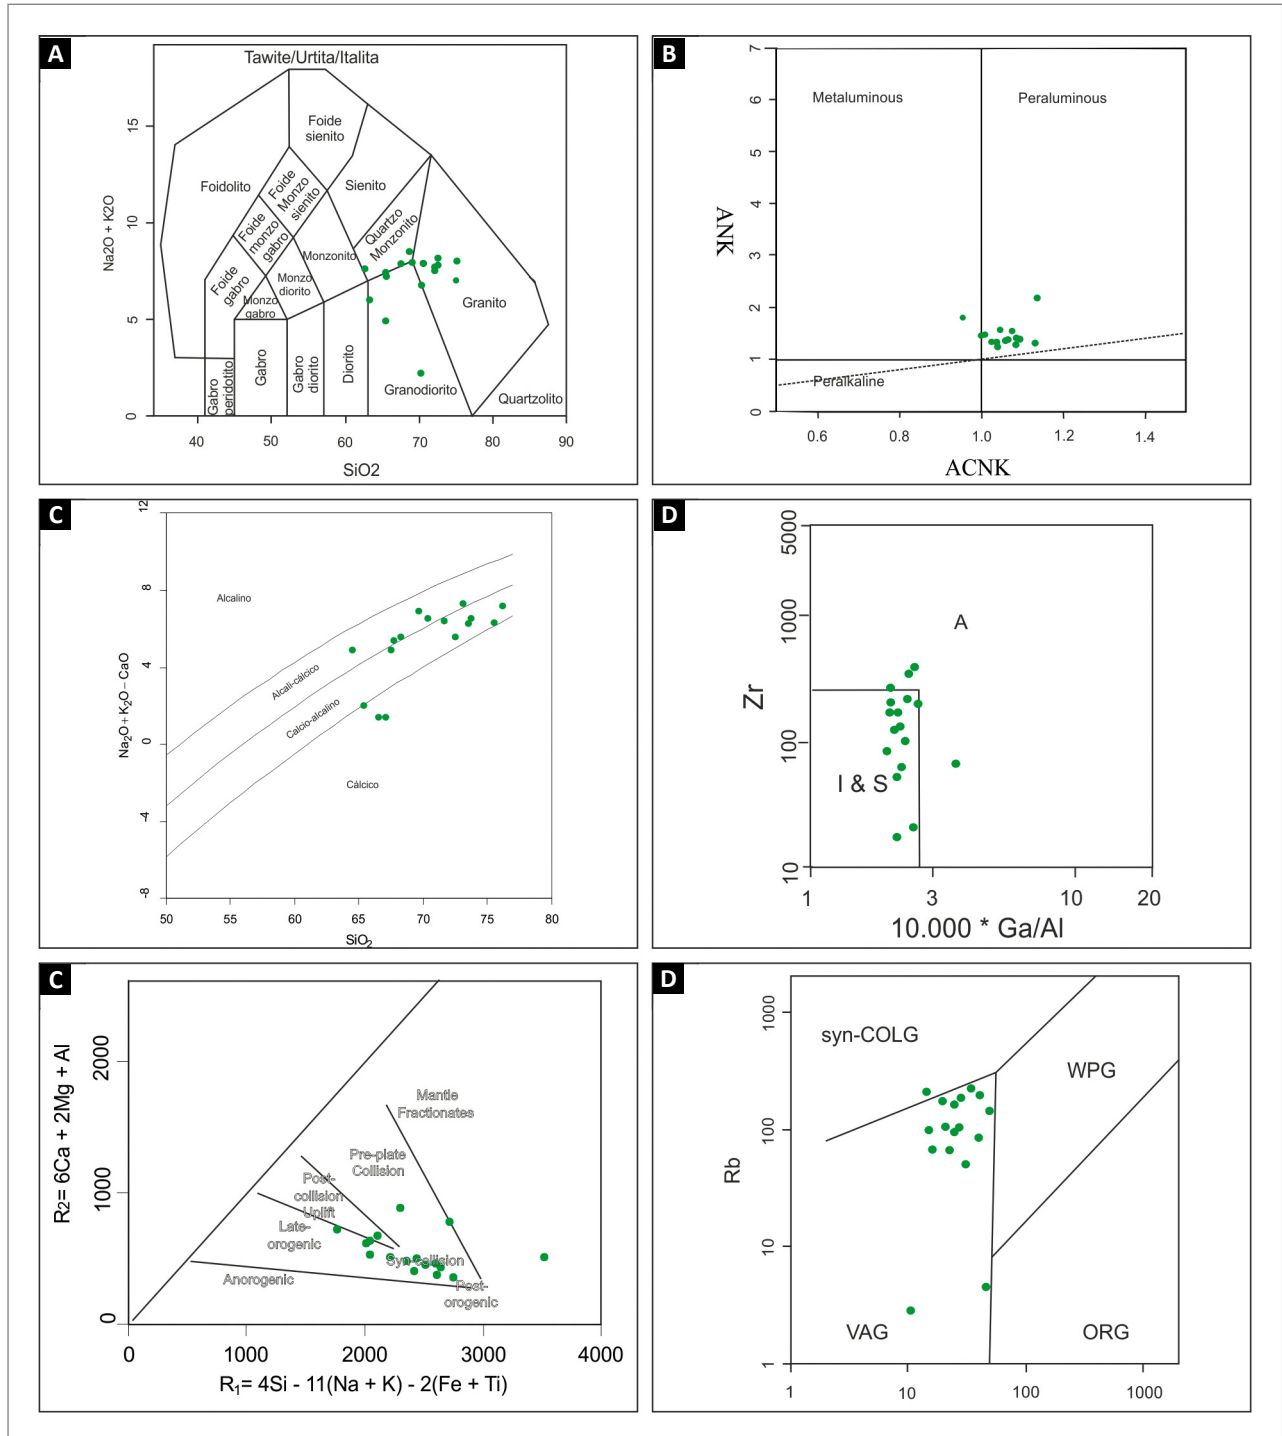 A
Tawite/Urtita/Italita
Foide
sienito
Foidolito
Foide
Monzo
sienito
Sienito
Foide
monzo
gabro
Quartzo
Monzonito
Monzonito
Foide
gabro
Monzo
diorito
Monzo
gabro
Granito
Gabro
peridotito
Gabro
Gabro
diorito
Diorito
Granodiorito
Quartzolito
Na2O + K2O
0 5 10 15
40 50 60 70 80 90
SiO2
B
Metaluminous
Peraluminous
Peralkaline
ANK
0 1 2 3 4 5 6 7
0.6 0.8 1.0 1.2 1.4
ACNK
C
Alcalino
Alcali-cálcico
Calcio-alcalino
Cálcico
Na2O + K2O – CaO
-8 -4 0 4 8 12
50 55 60 65 70 75 80
SiO2
D
A
I & S
Zr
10 100 1000 5000
1 3 10 20
10.000 * Ga/Al
C
Mantle
Fractionates
Pre-plate
Collision
Post-
collision
Uplift
Late-
orogenic
Syn-collision
Anorogenic
Post-
orogenic
R2= 6Ca + 2Mg + Al
0 1000 2000
0 1000 2000 3000 4000
R1= 4Si - 11(Na + K) - 2(Fe + Ti)
D
syn-COLG
WPG
VAG
ORG
Rb
1 10 100 1000
1 10 100 1000